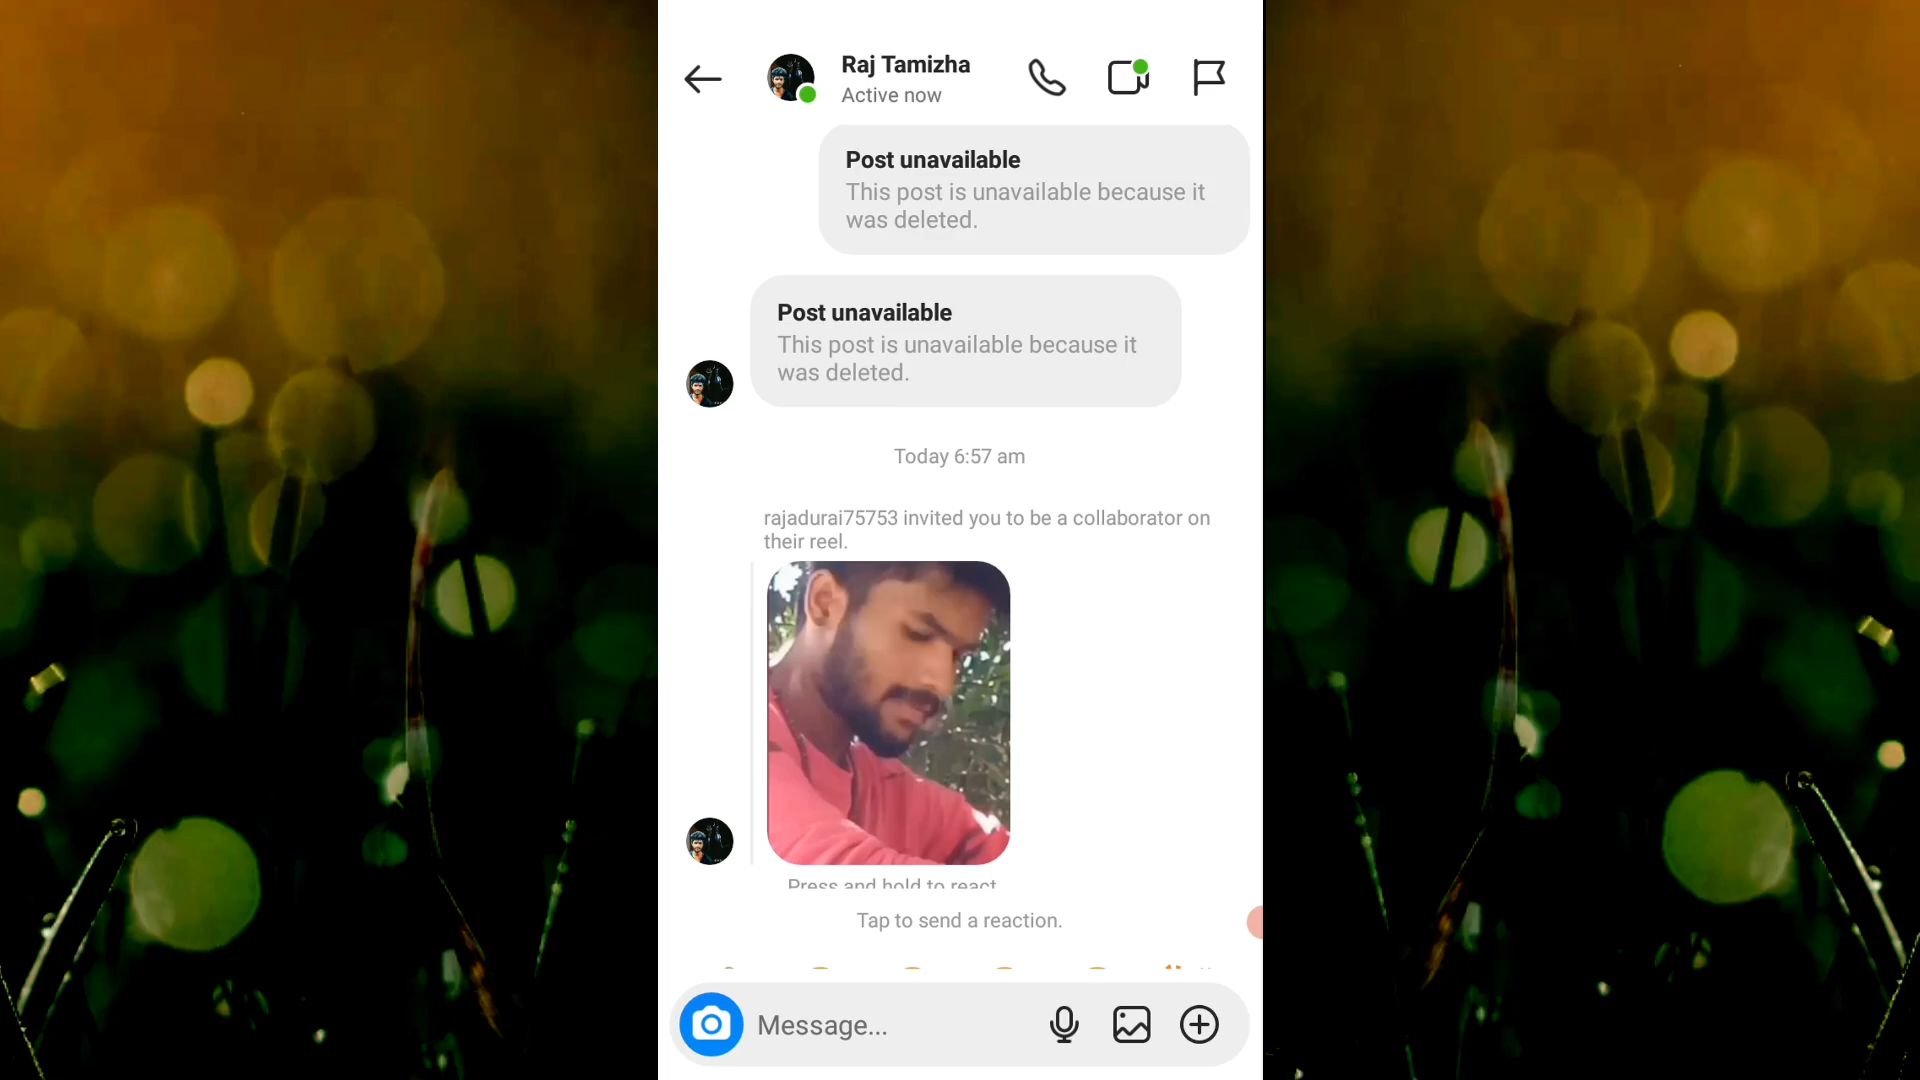 Raj Tamizha
Active now
Post unavailable
This post is unavailable because it
was deleted.
Post unavailable
This post is unavailable because it
was deleted.
Today 6:57 am
rajadurai75753 invited you to be a collaborator on
their reel.
Press and hold to react
Tap to send a reaction.
Message...